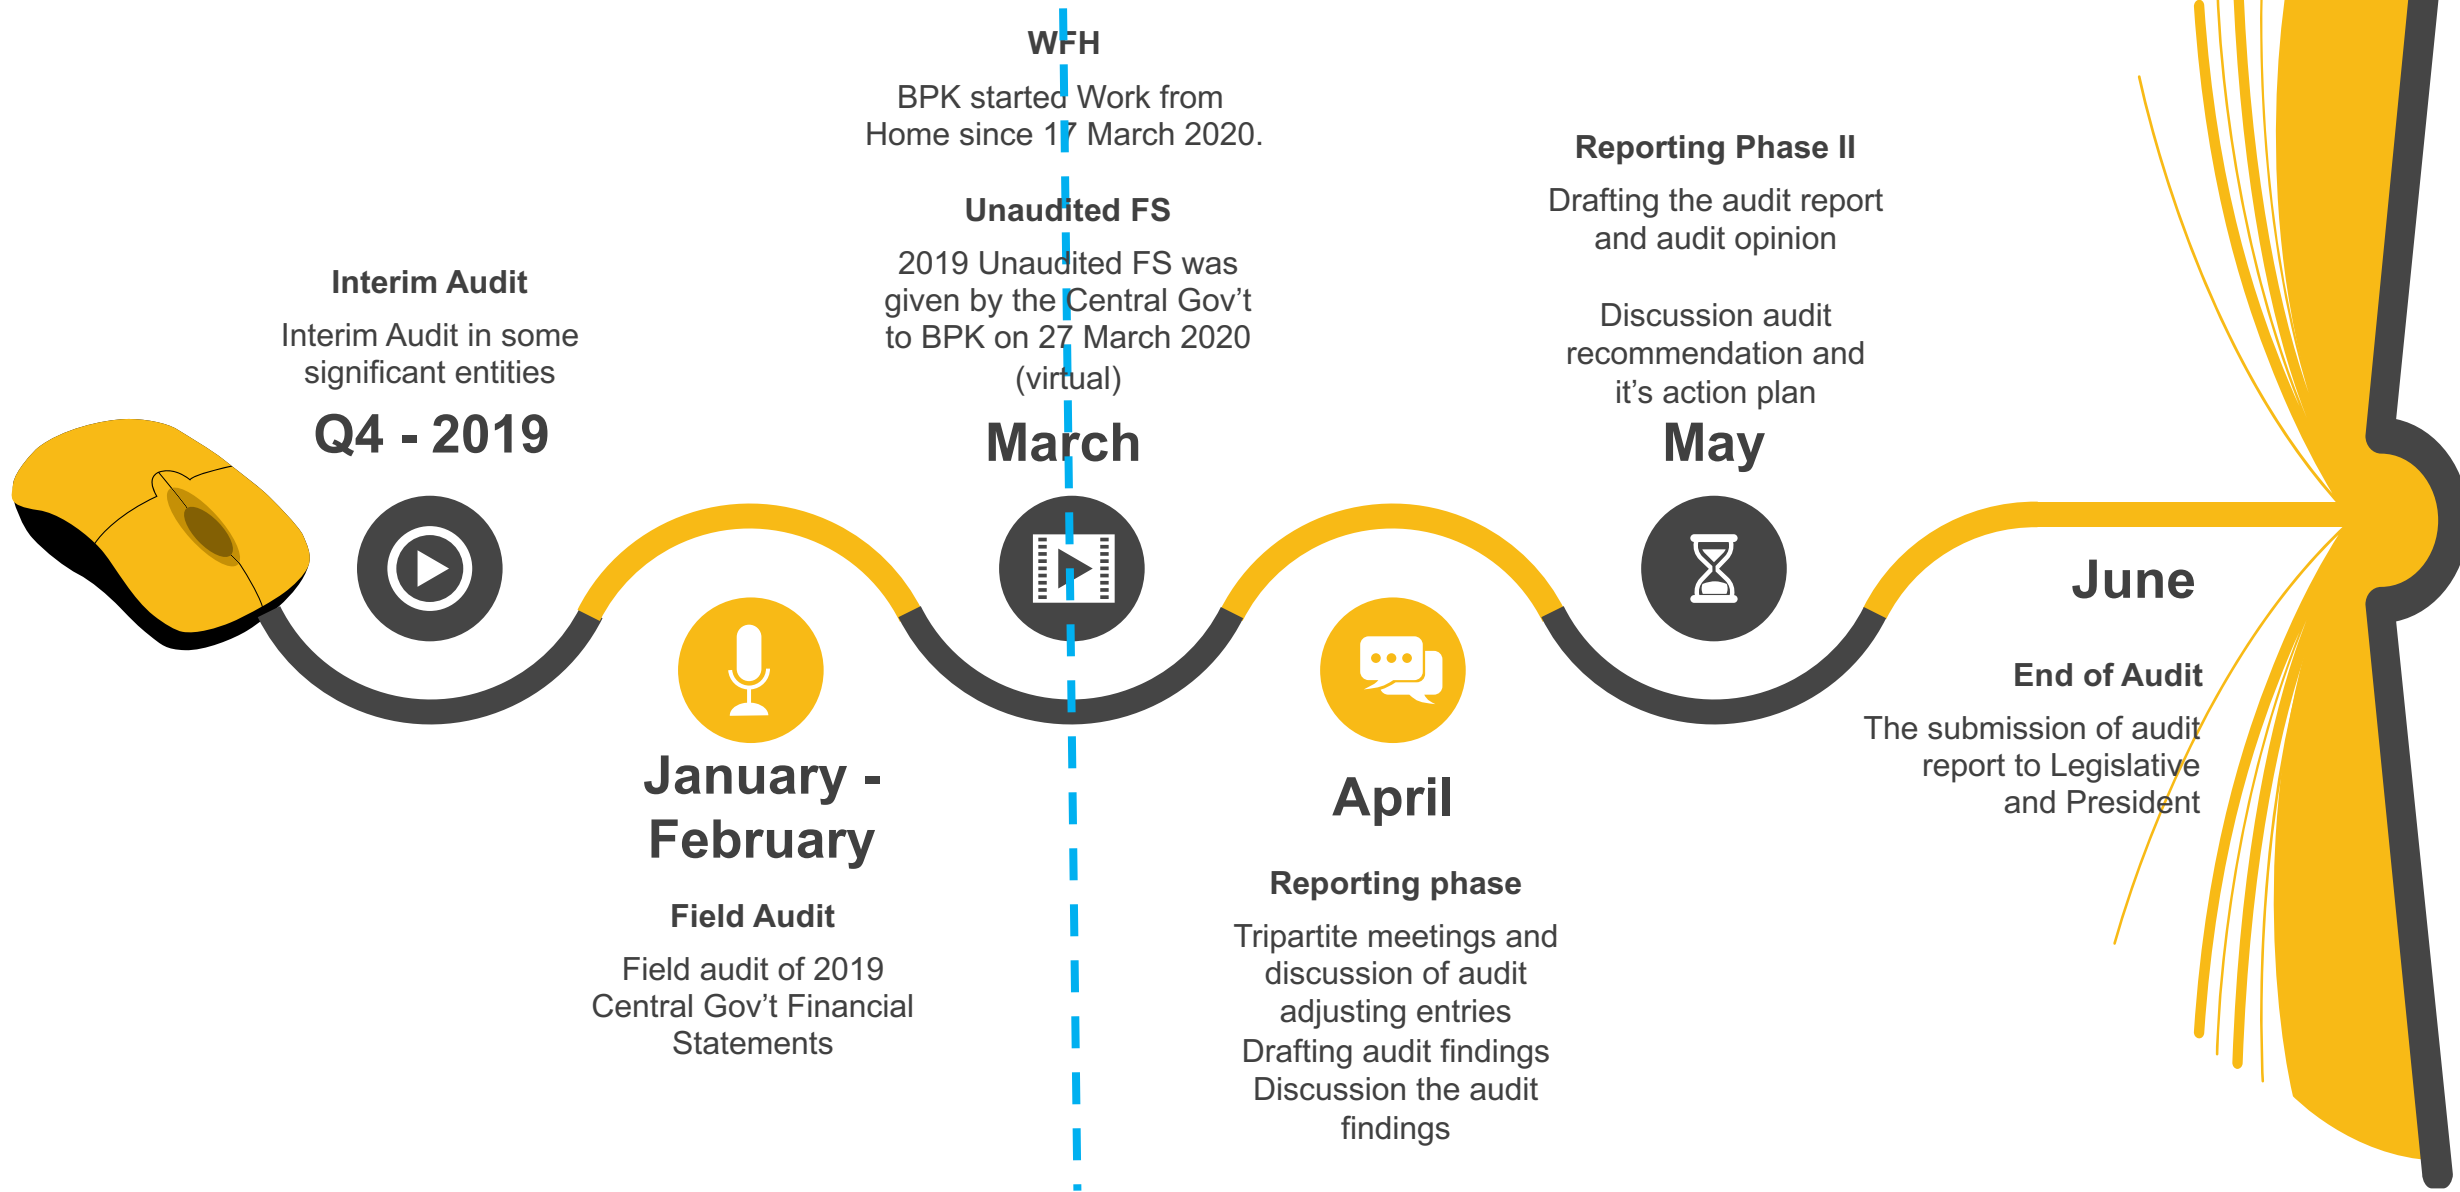 Interim Audit
Interim Audit in some
significant entities
Q4 - 2019
January -
February
Field Audit
Field audit of 2019
Central Gov’t Financial
Statements
WFH
BPK started Work from
Home since 17 March 2020.
Unaudited FS
2019 Unaudited FS was
given by the Central Gov’t
to BPK on 27 March 2020
(virtual)
March
April
Reporting phase
Tripartite meetings and
discussion of audit
adjusting entries
Drafting audit findings
Discussion the audit
findings
Reporting Phase II
Drafting the audit report
and audit opinion
Discussion audit
recommendation and
it’s action plan
May
June
End of Audit
The submission of audit
report to Legislative
and President